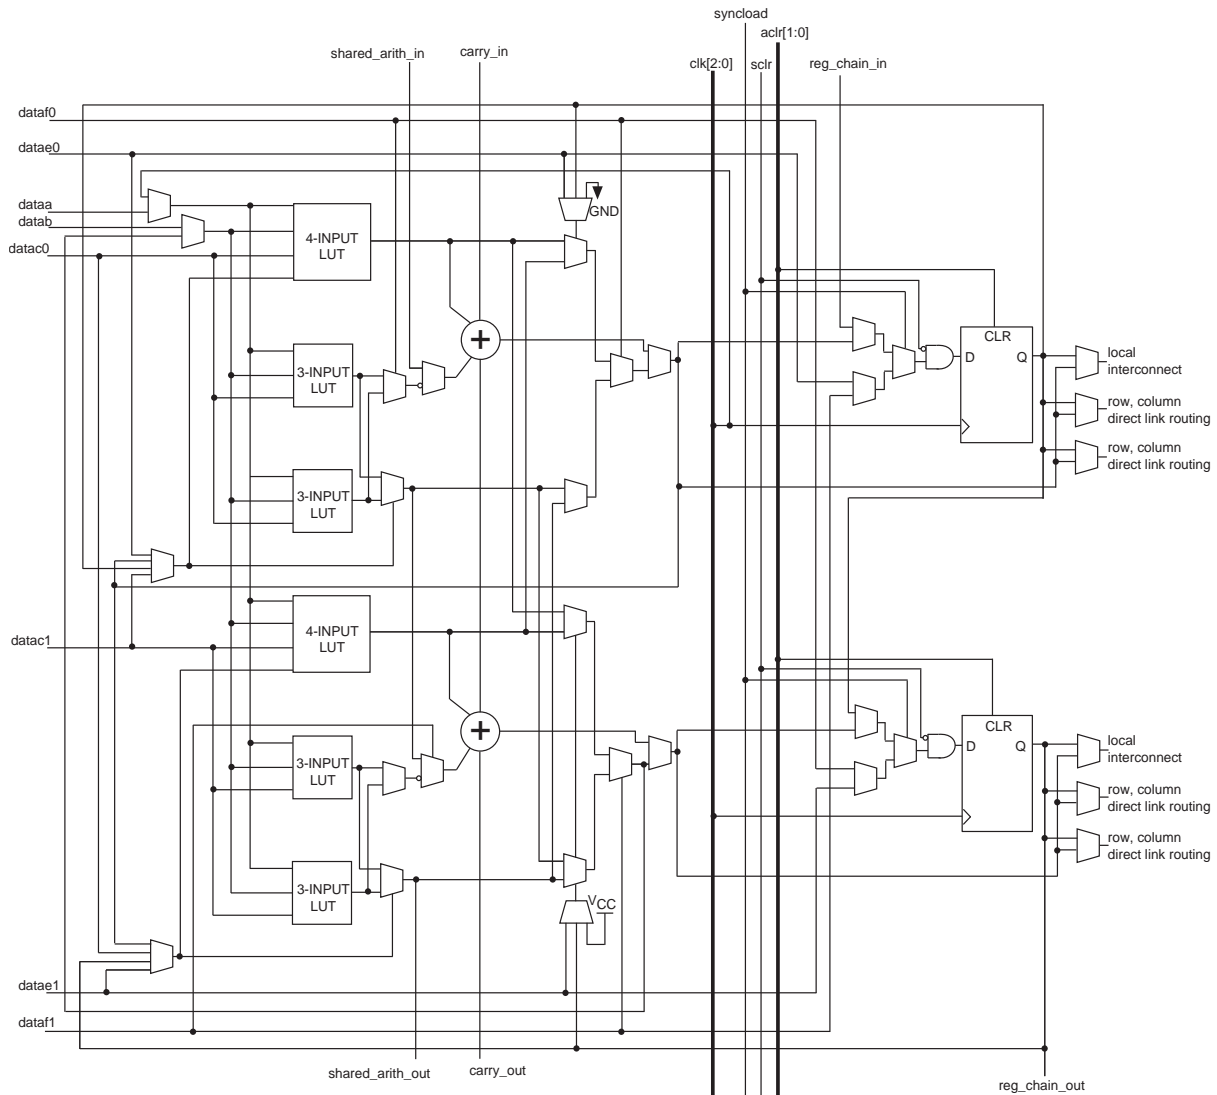 syncload
aclr[1:0]
shared_arith_in
carry_in
clk[2:0]
sclr
reg_chain_in
dataf0
datae0
dataa
GND
datab
4-INPUT
LUT
datac0
+
CLR
D
Q
local
interconnect
3-INPUT
LUT
row, column
direct link routing
row, column
direct link routing
3-INPUT
LUT
4-INPUT
LUT
datac1
+
CLR
D
Q
local
interconnect
3-INPUT
LUT
row, column
direct link routing
row, column
direct link routing
3-INPUT
LUT
VCC
datae1
dataf1
shared_arith_out
carry_out
reg_chain_out